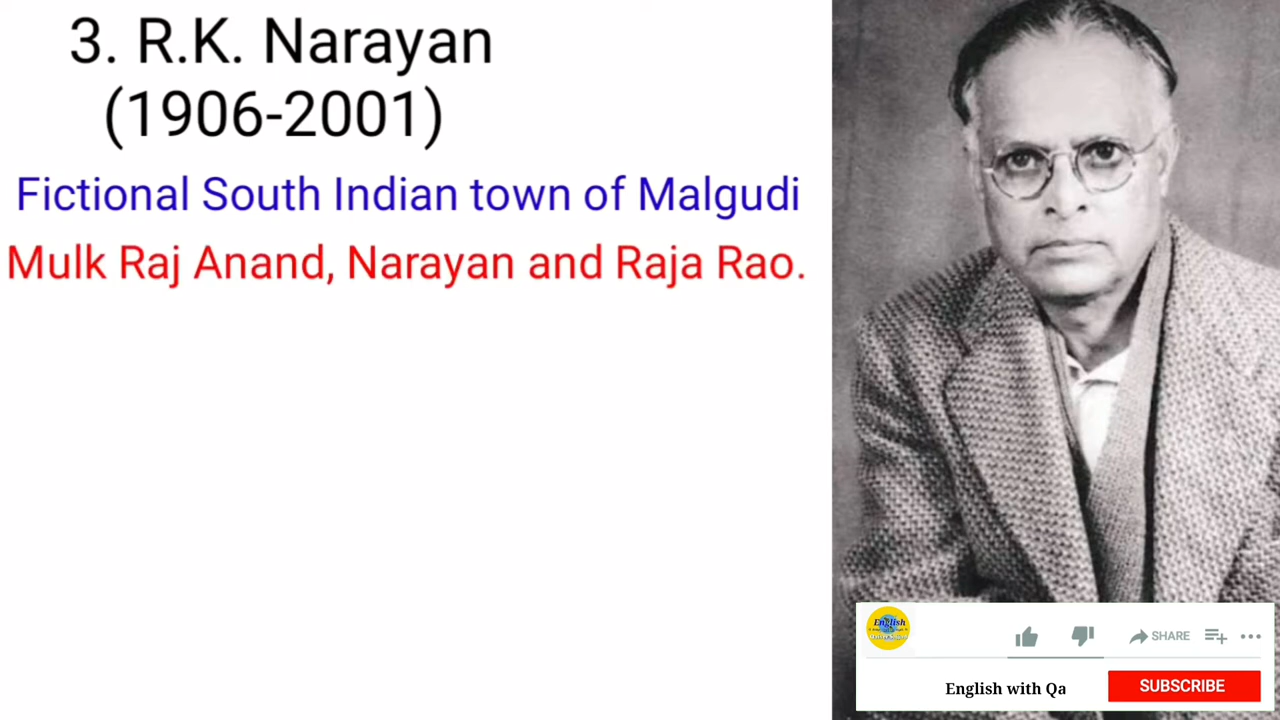 3. R.K. Narayan
(1906-2001)
Fictional South Indian town of Malgudi
Mulk Raj Anand, Narayan and Raja Rao.
English
SHARE
English with Qa
SUBSCRIBE